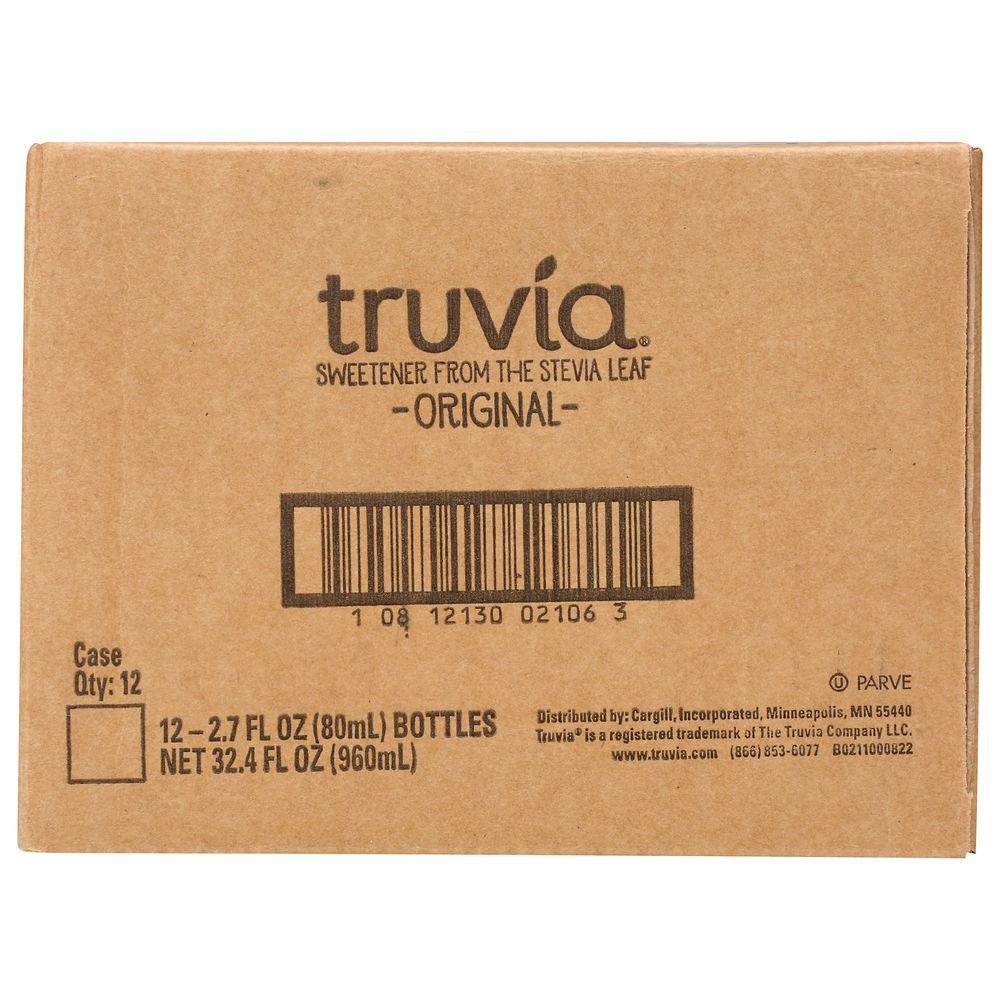 truvía®
SWEETENER FROM THE STEVIA LEAF
-ORIGINAL-
1 08 12130 02106 3
Case
Qty: 12
12-2.7 FL OZ (80mL) BOTTLES
NET 32.4 FL OZ (960mL)
Ⓤ PARVE
Distributed by: Cargill, Incorporated, Minneapolis, MN 55440
Truvia® is a registered trademark of The Truvia Company LLC.
www.truvia.com (866) 853-6077 B0211000822